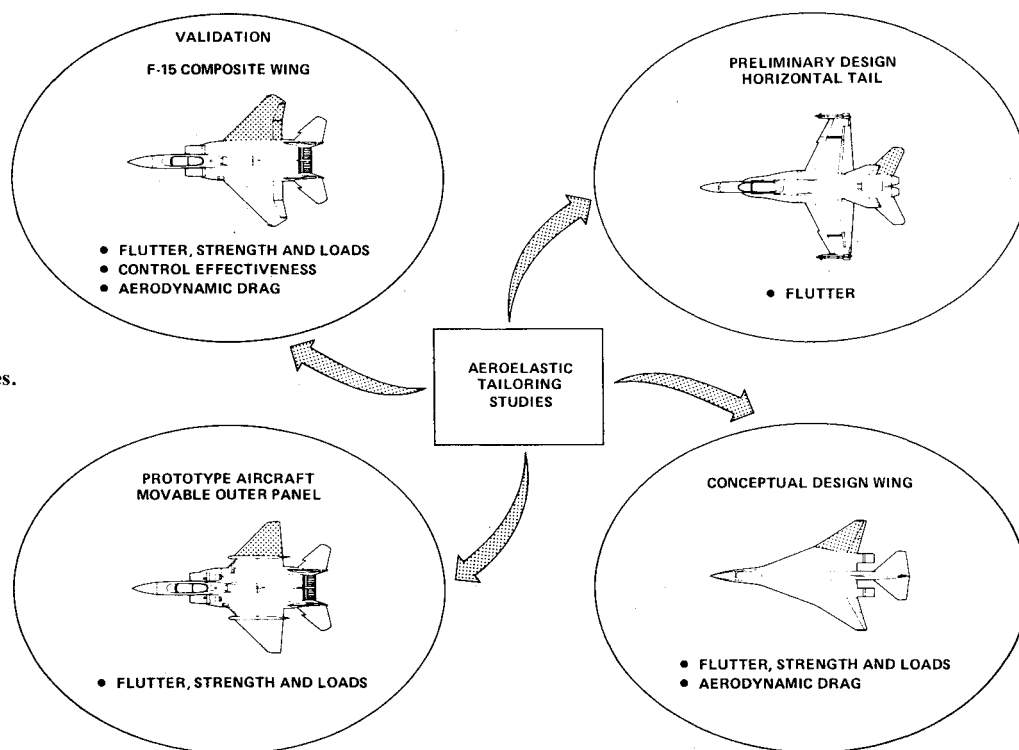 VALIDATION
F-15 COMPOSITE WING
• FLUTTER, STRENGTH AND LOADS
• CONTROL EFFECTIVENESS
• AERODYNAMIC DRAG
PRELIMINARY DESIGN
HORIZONTAL TAIL
• FLUTTER
AEROELASTIC
TAILORING
STUDIES
es.
PROTOTYPE AIRCRAFT
MOVABLE OUTER PANEL
• FLUTTER, STRENGTH AND LOADS
CONCEPTUAL DESIGN WING
• FLUTTER, STRENGTH AND LOADS
• AERODYNAMIC DRAG